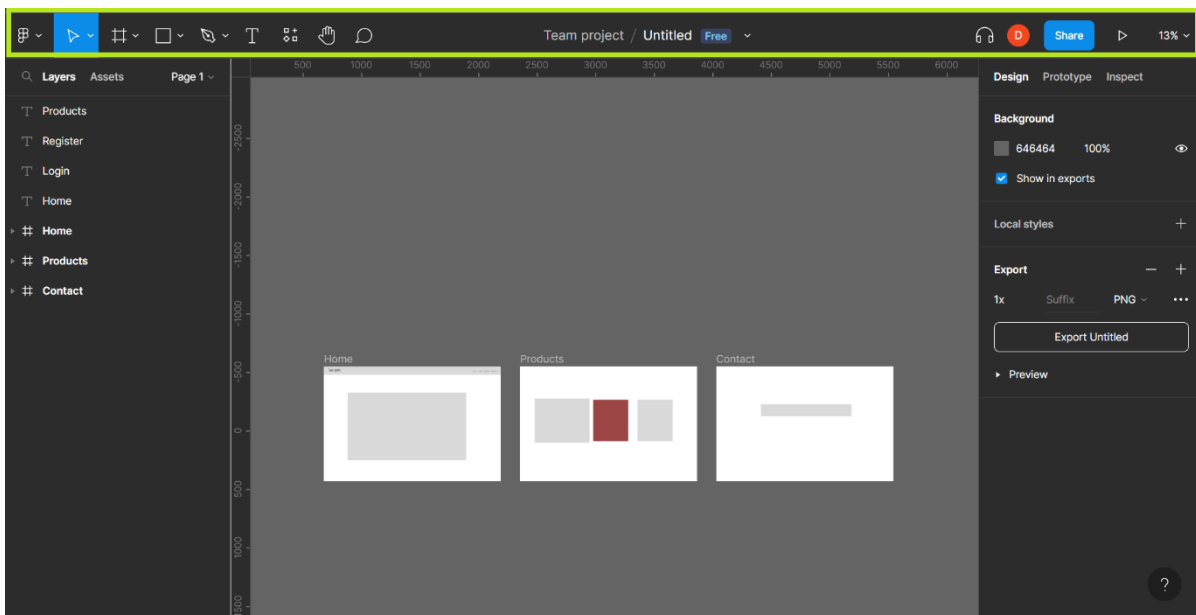 Team project / Untitled Free
D Share 13%
Layers Assets Page 1
Products
Register
Login
Home
Home
Products
Contact
500 1000 1500 2000 2500 3000 3500 4000 4500 5000 5500 6000
-2500
-2000
-1500
-1000
-500
0
500
1000
1500
Home
Products
Contact
Design Prototype Inspect
Background
646464 100%
Show in exports
Local styles
Export
1x Suffix PNG
Export Untitled
Preview
?